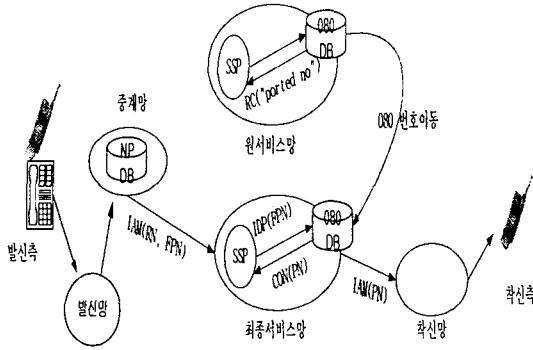 080
DB
SSP
RC("ported no")
원서비스망
080 번호이동
중계망
NP
DB
IAM(RN, FPN)
발신측
발신망
SSP
IDP(FPN)
080
DB
CON(PN)
최종서비스망
IAM(PN)
착신망
착신측